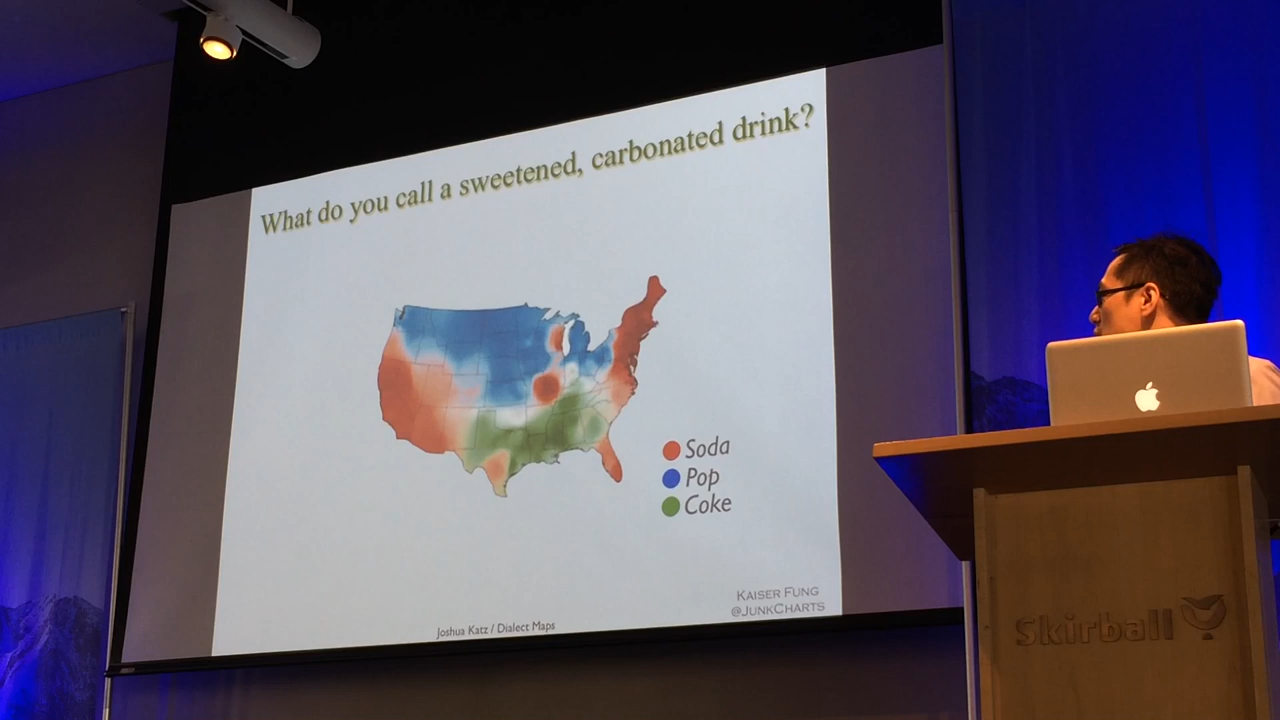 What do you call a sweetened, carbonated drink?
Soda
Pop
Coke
KAISER FUNG
@JUNKCHARTS
Joshua Katz / Dialect Maps
Skirball